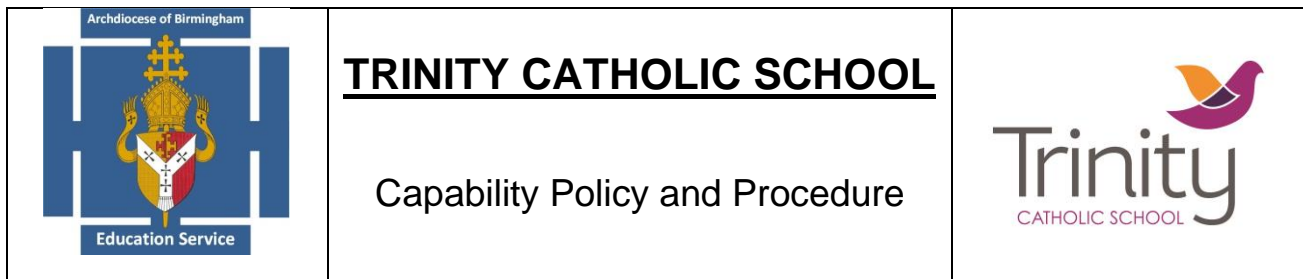 Archdiocese of Birmingham
Education Service
TRINITY CATHOLIC SCHOOL
Capability Policy and Procedure
Trinity
CATHOLIC SCHOOL